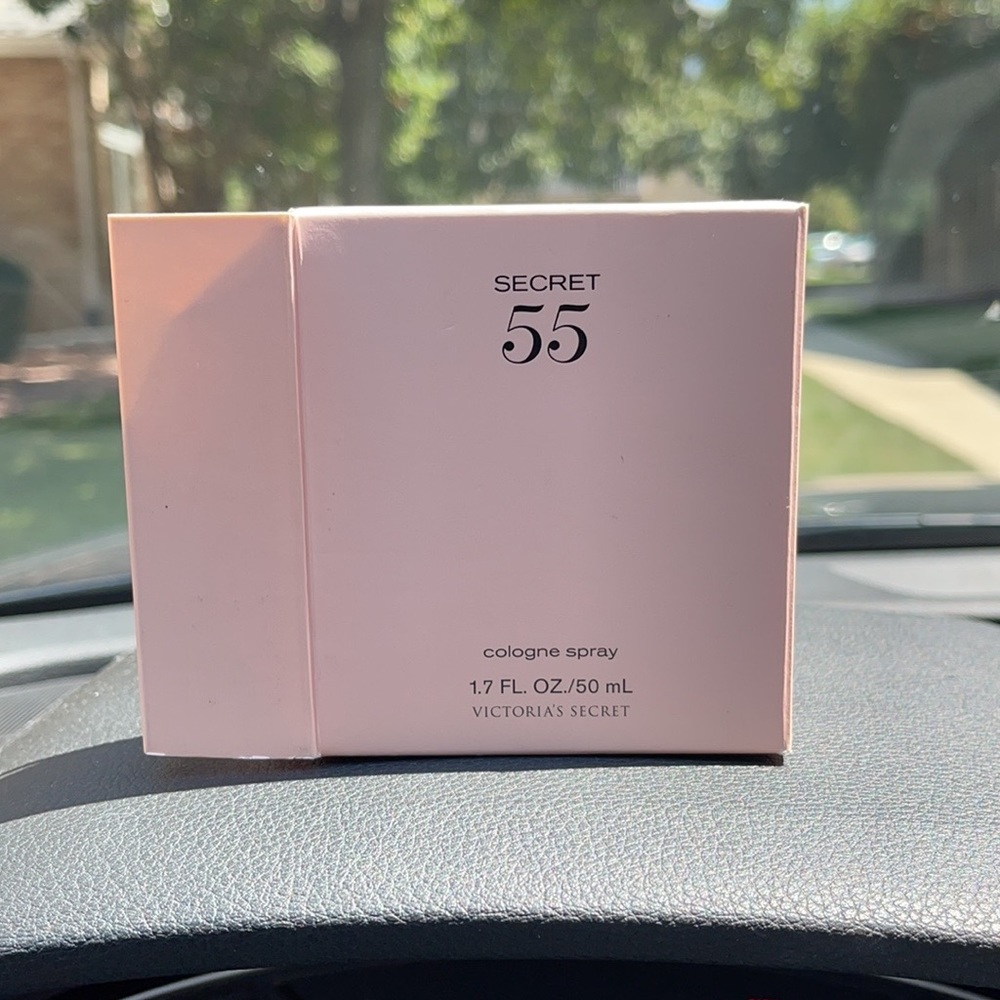 SECRET
55
cologne spray
1.7 FL. OZ./50 mL
VICTORIA'S SECRET